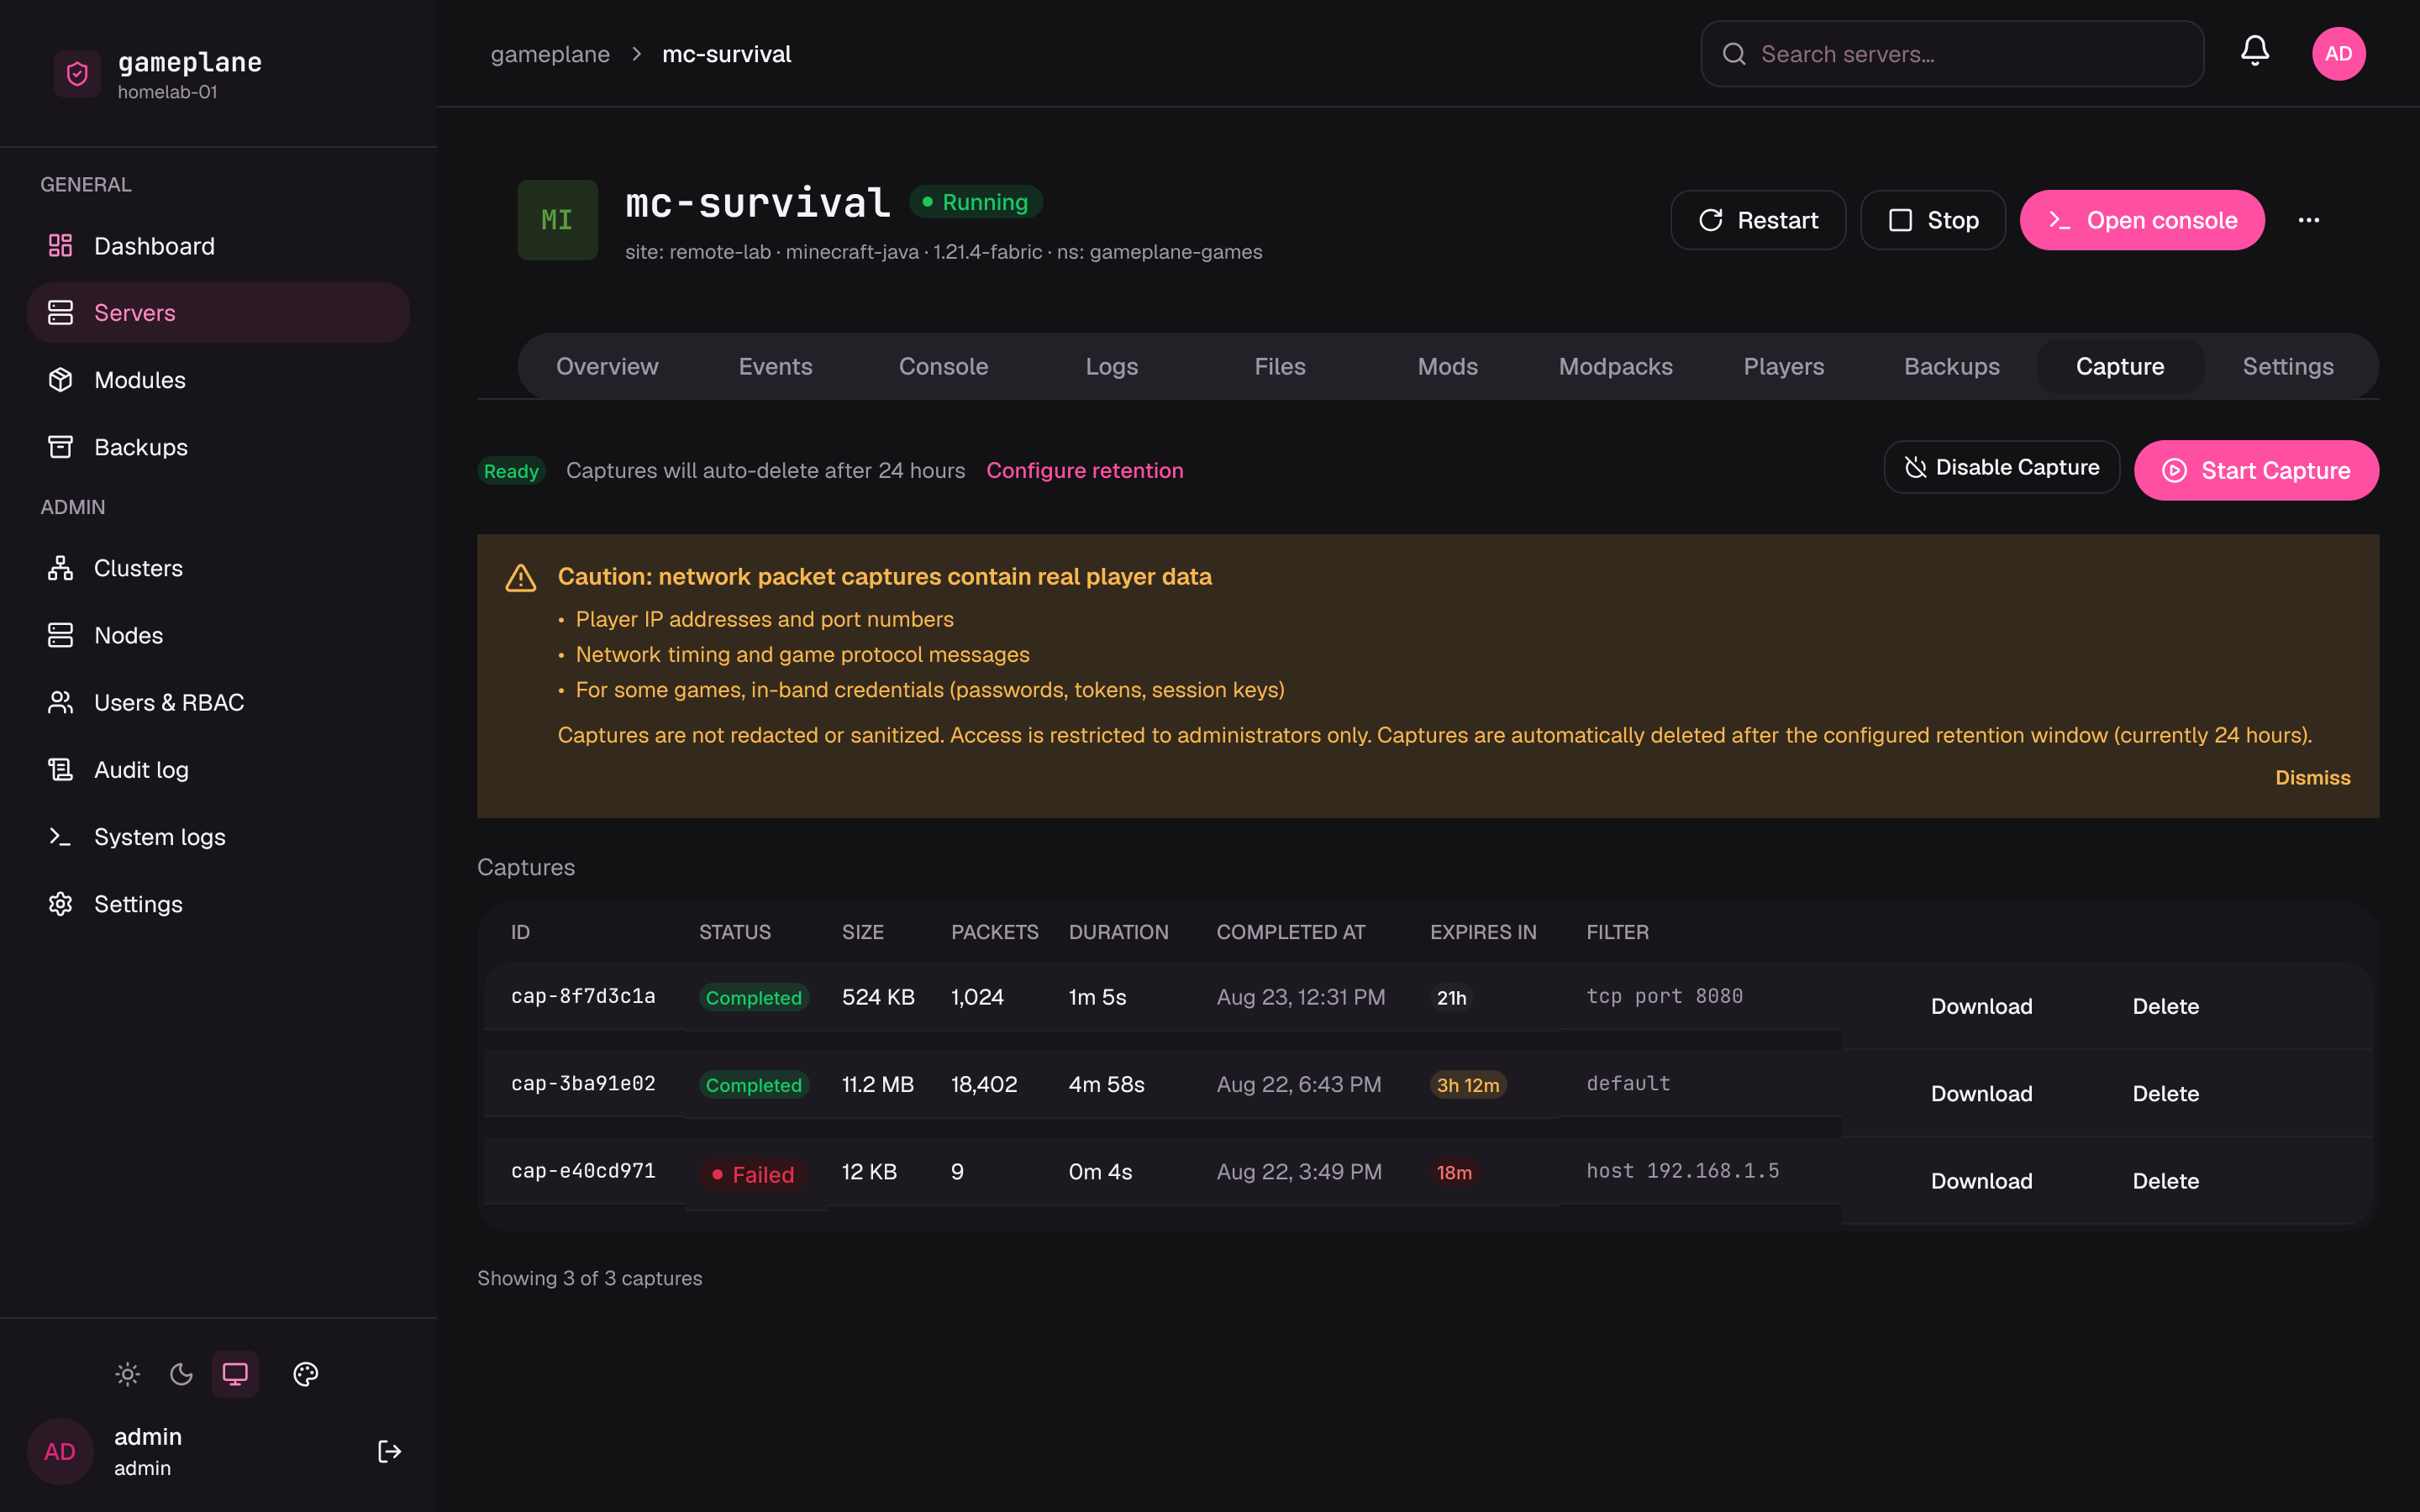 gameplane
homelab-01
GENERAL
Dashboard
Servers
Modules
Backups
ADMIN
Clusters
Nodes
Users & RBAC
Audit log
System logs
Settings
AD
admin
admin
gameplane > mc-survival
Search servers...
AD
MI
mc-survival
Running
site: remote-lab · minecraft-java · 1.21.4-fabric · ns: gameplane-games
Restart
Stop
Open console
Overview Events Console Logs Files Mods Modpacks Players Backups Capture Settings
Ready Captures will auto-delete after 24 hours Configure retention
Disable Capture
Start Capture
Caution: network packet captures contain real player data
• Player IP addresses and port numbers
• Network timing and game protocol messages
• For some games, in-band credentials (passwords, tokens, session keys)
Captures are not redacted or sanitized. Access is restricted to administrators only. Captures are automatically deleted after the configured retention window (currently 24 hours).
Dismiss
Captures
ID STATUS SIZE PACKETS DURATION COMPLETED AT EXPIRES IN FILTER
cap-8f7d3c1a Completed 524 KB 1,024 1m 5s Aug 23, 12:31 PM 21h tcp port 8080 Download Delete
cap-3ba91e02 Completed 11.2 MB 18,402 4m 58s Aug 22, 6:43 PM 3h 12m default Download Delete
cap-e40cd971 Failed 12 KB 9 0m 4s Aug 22, 3:49 PM 18m host 192.168.1.5 Download Delete
Showing 3 of 3 captures